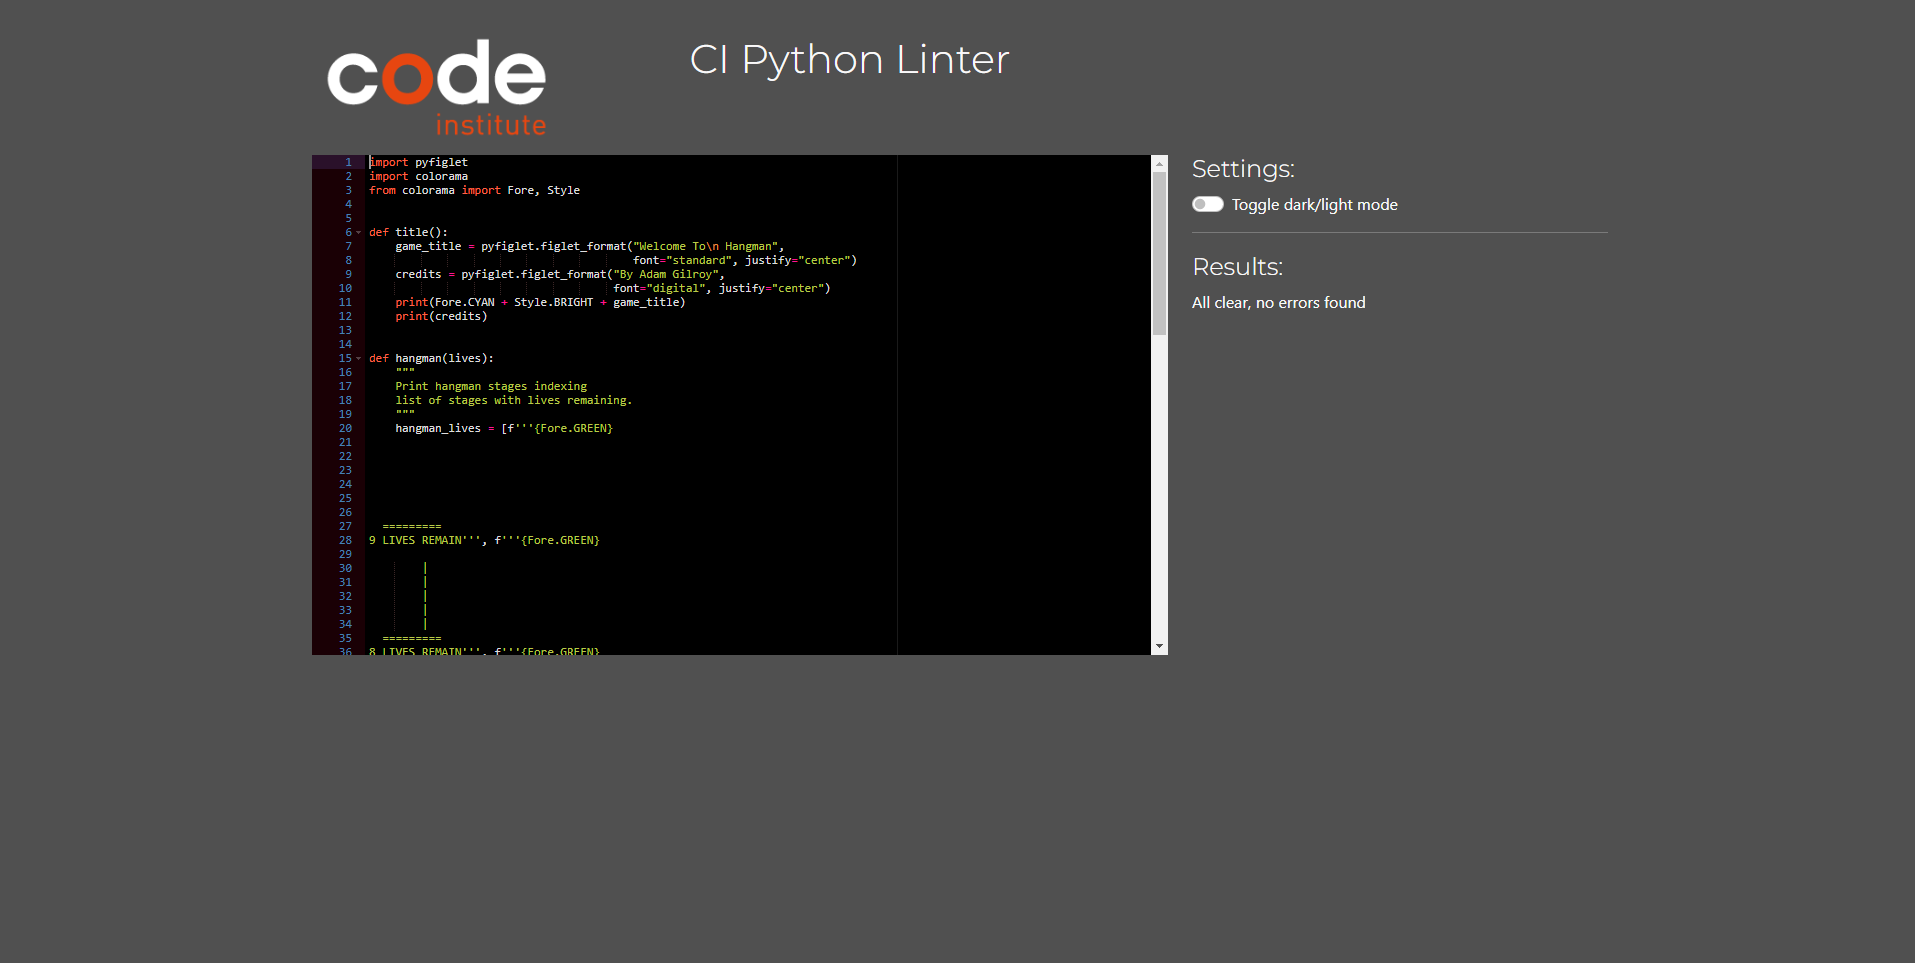 code
institute
CI Python Linter
1 import pyfiglet
2 import colorama
3 from colorama import Fore, Style
4
5
6 def title():
7     game_title = pyfiglet.figlet_format("Welcome To\n Hangman",
8                                         font="standard", justify="center")
9     credits = pyfiglet.figlet_format("By Adam Gilroy",
10                                      font="digital", justify="center")
11     print(Fore.CYAN + Style.BRIGHT + game_title)
12     print(credits)
13
14
15 def hangman(lives):
16     """
17     Print hangman stages indexing
18     list of stages with lives remaining.
19     """
20     hangman_lives = [f'''{Fore.GREEN}
21
22
23
24
25
26
27   =========
28 9 LIVES REMAIN''', f'''{Fore.GREEN}
29
30         |
31         |
32         |
33         |
34         |
35   =========
36 8 LIVES REMAIN''', f'''{Fore.GREEN}
Settings:
Toggle dark/light mode
Results:
All clear, no errors found